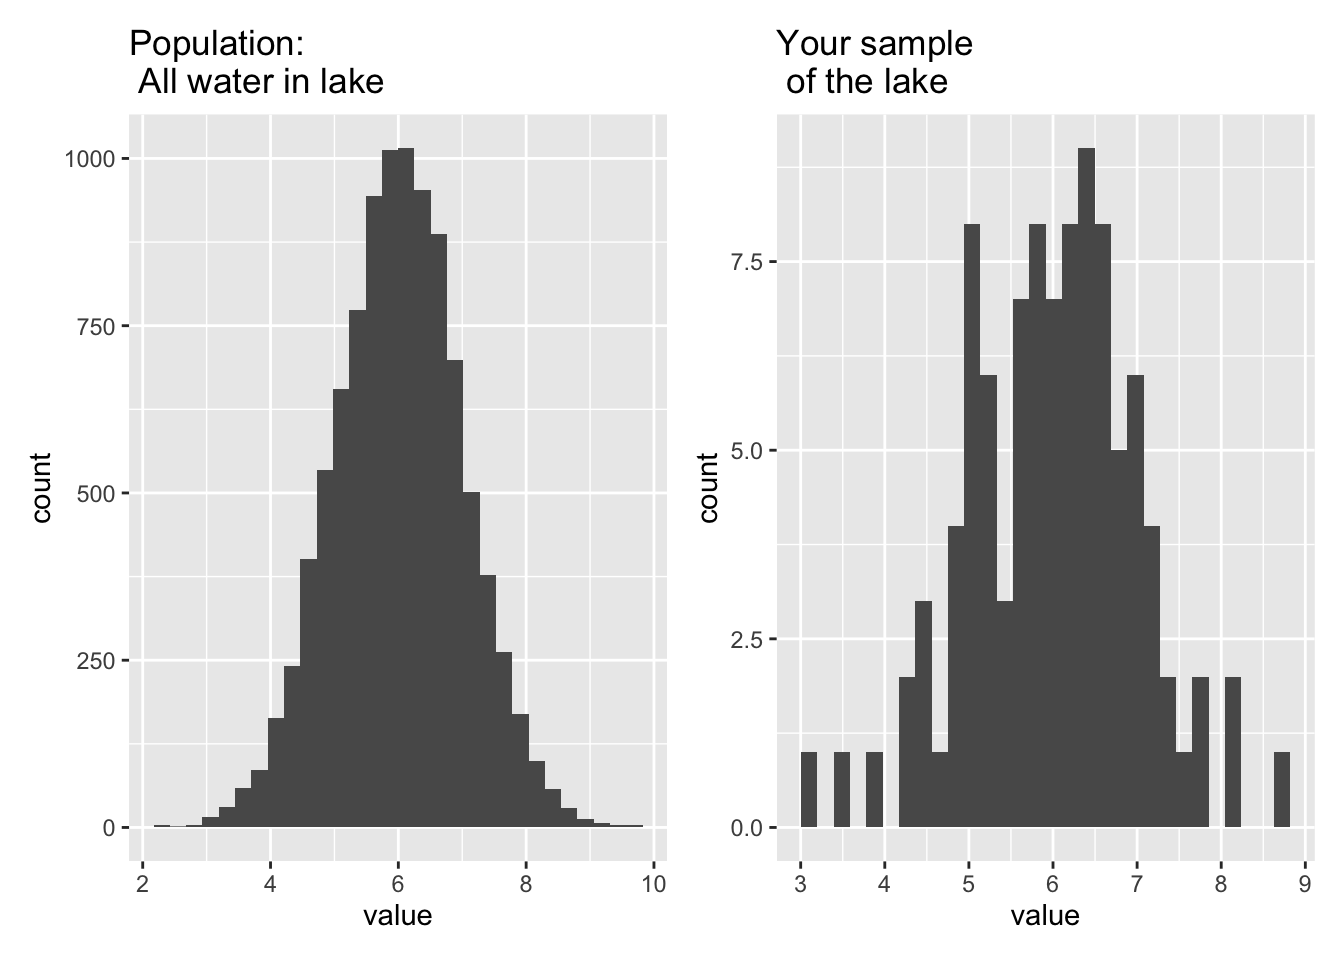 Population:
All water in lake
1000
750
500
250
0
count
2 4 6 8 10
value
Your sample
of the lake
7.5
5.0
2.5
0.0
count
3 4 5 6 7 8 9
value